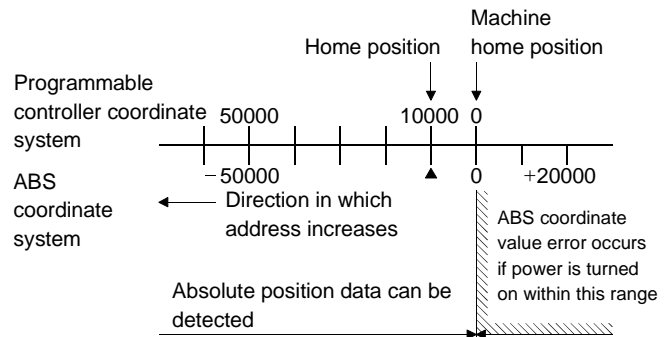 Machine
home position
Home position
Programmable
controller coordinate
system
50000
10000
0
ABS
coordinate
system
−50000
0
+20000
Direction in which
address increases
ABS coordinate
value error occurs
if power is turned
on within this range
Absolute position data can be
detected